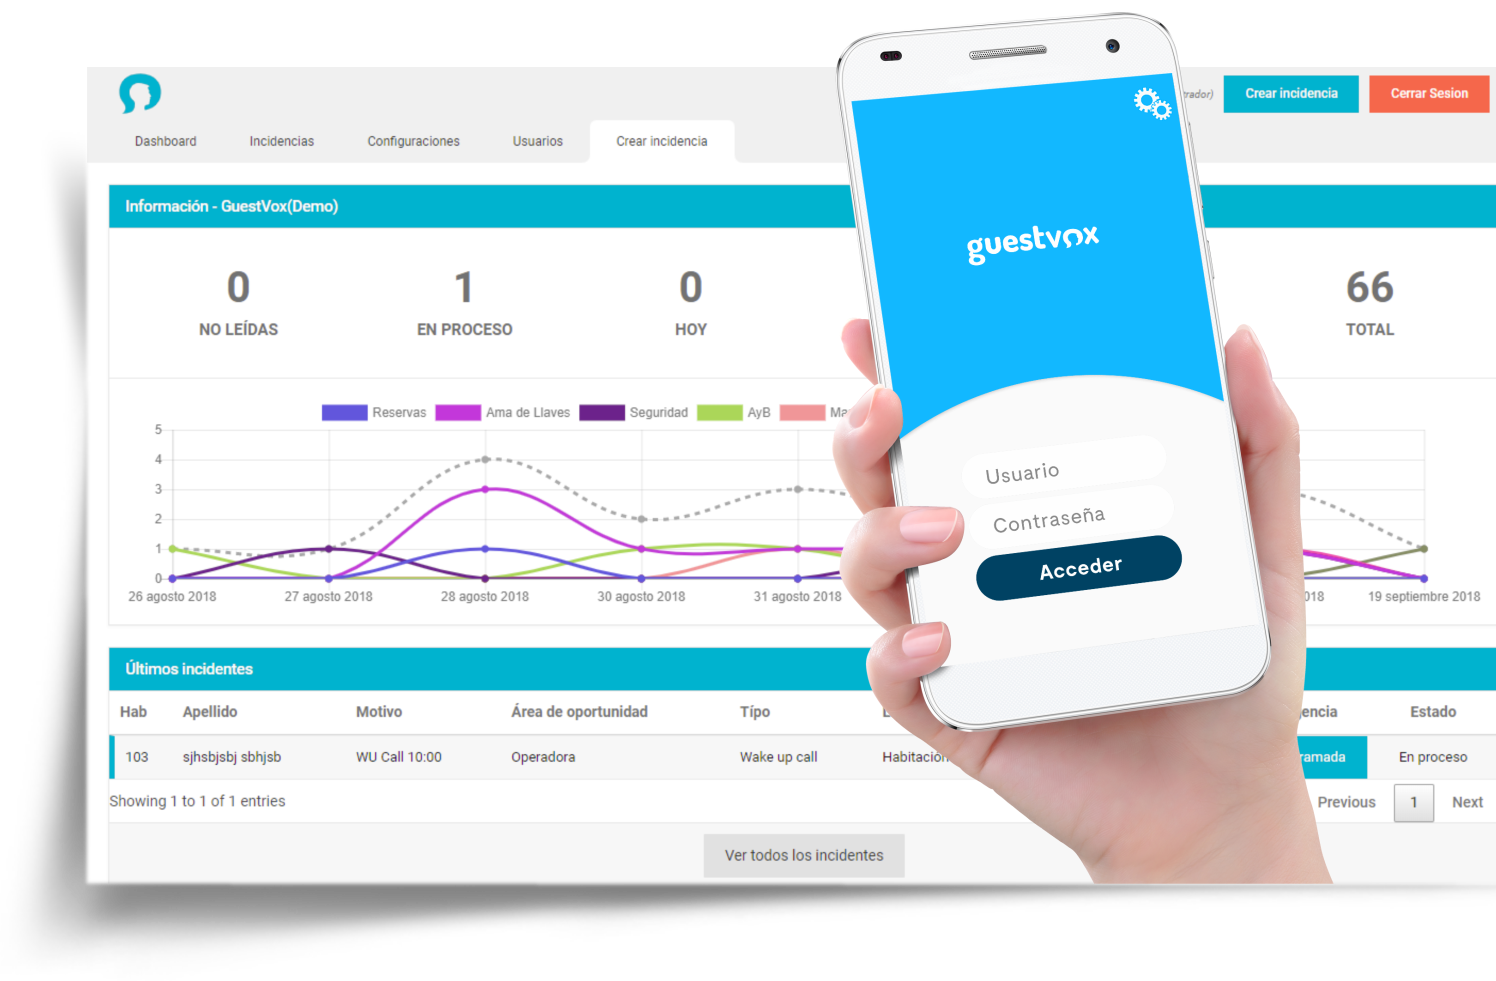 trador)
Crear incidencia
Cerrar Sesion
Dashboard
Incidencias
Configuraciones
Usuarios
Crear incidencia
Información - GuestVox(Demo)
0
NO LEÍDAS
1
EN PROCESO
0
HOY
66
TOTAL
guestvox
Reservas
Ama de Llaves
Seguridad
AyB
Ma
5
4
3
2
1
0
26 agosto 2018
27 agosto 2018
28 agosto 2018
30 agosto 2018
31 agosto 2018
018
19 septiembre 2018
Usuario
Contraseña
Acceder
Últimos incidentes
Hab Apellido Motivo Área de oportunidad Típo encia Estado
103 sjhsbjsbj sbhjsb WU Call 10:00 Operadora Wake up call Habitación ramada En proceso
Showing 1 to 1 of 1 entries
Previous 1 Next
Ver todos los incidentes